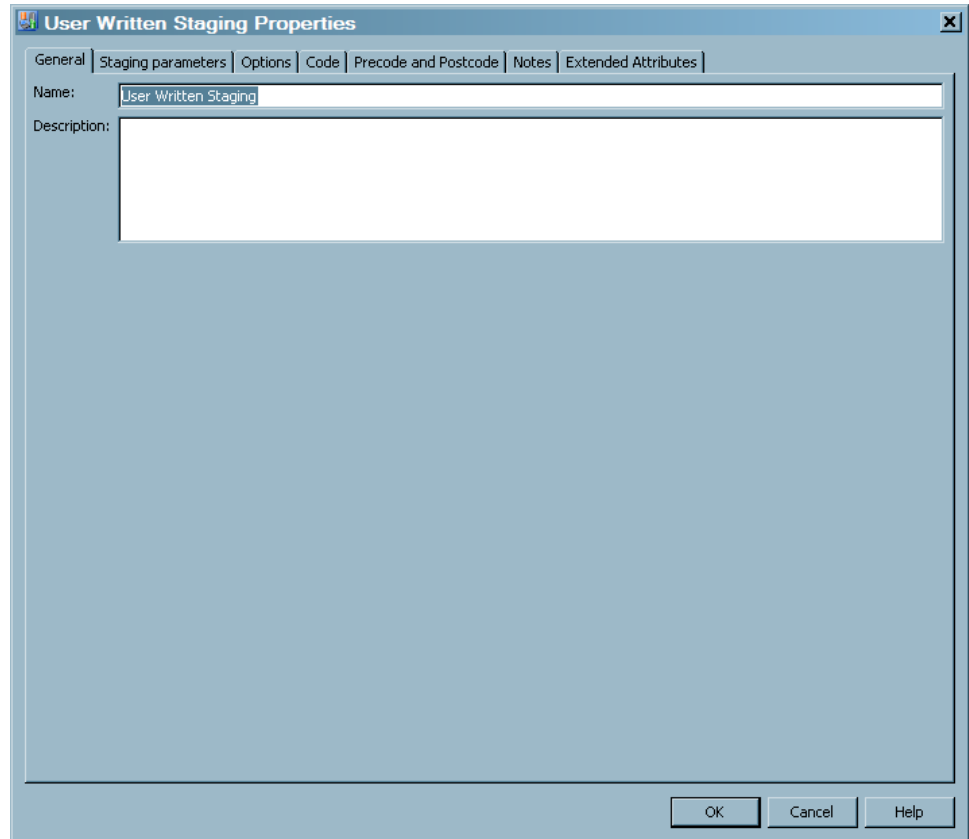 User Written Staging Properties
General Staging parameters Options Code Precode and Postcode Notes Extended Attributes
Name: User Written Staging
Description:
OK Cancel Help